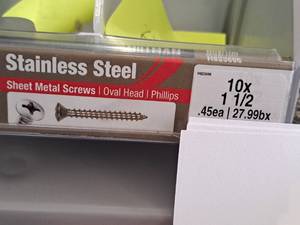 Stainless Steel
Sheet Metal Screws | Oval Head | Phillips
10x
1 1/2
.45ea | 27.99bx